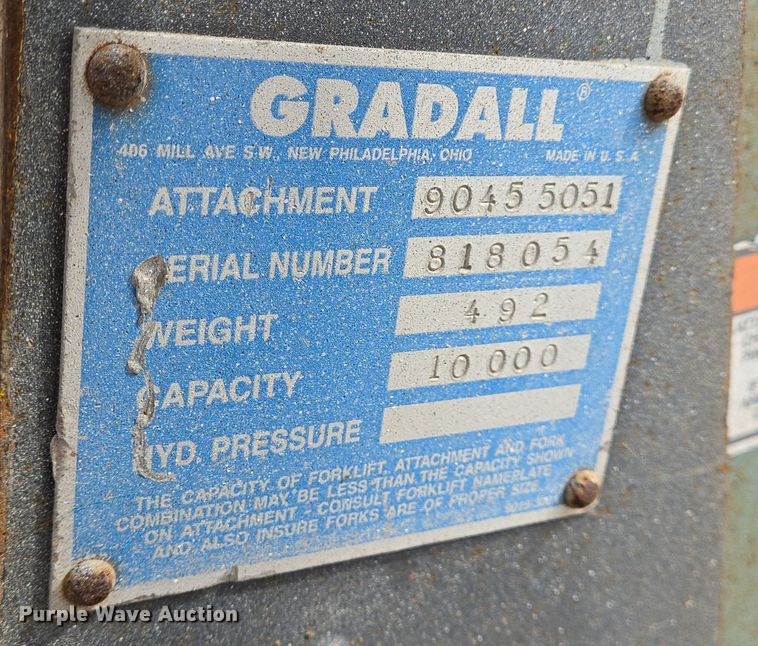 GRADALL ®
406 MILL AVE S.W., NEW PHILADELPHIA, OHIO MADE IN U.S.A.
ATTACHMENT 9045 5051
ERIAL NUMBER 818054
WEIGHT 492
CAPACITY 10 000
HYD. PRESSURE
THE CAPACITY OF FORKLIFT, ATTACHMENT AND FORK
COMBINATION MAY BE LESS THAN THE CAPACITY SHOWN
ON ATTACHMENT - CONSULT FORKLIFT NAMEPLATE
AND ALSO INSURE FORKS ARE OF PROPER SIZE.
Purple Wave Auction